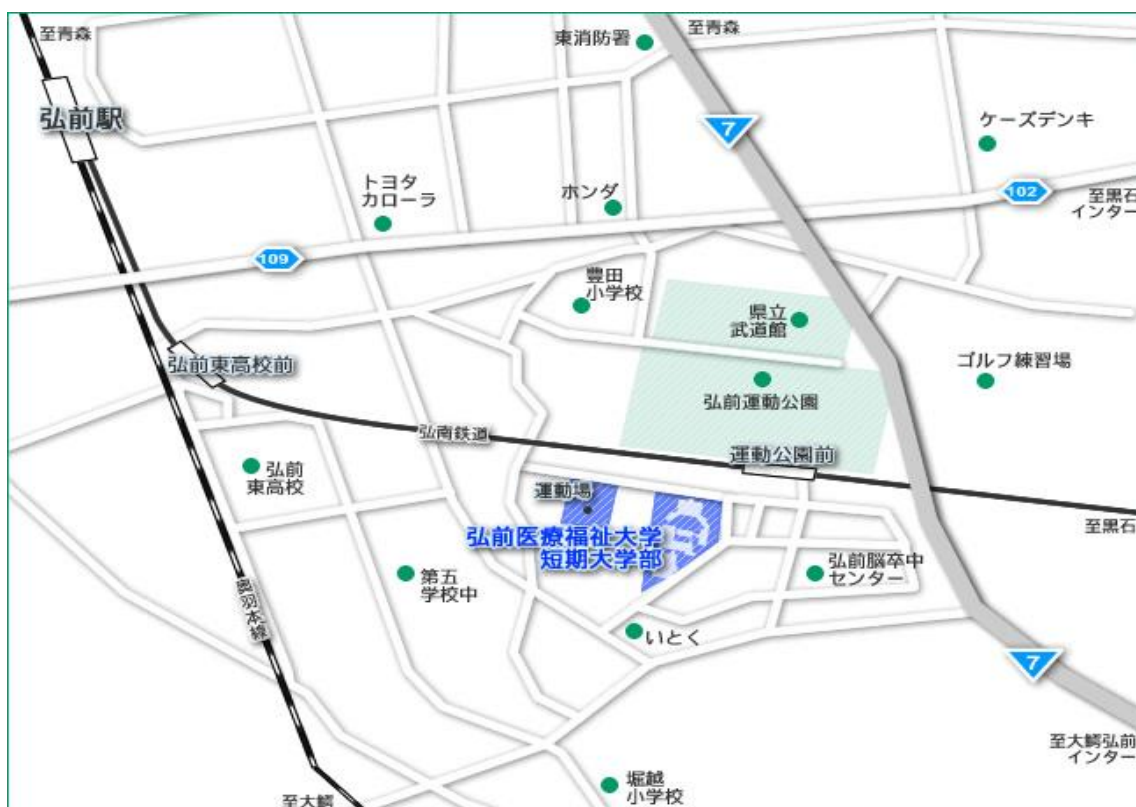 至青森
東消防署
至青森
弘前駅
7
ケーズデンキ
トヨタ
カローラ
ホンダ
102
至黒石
インター
109
豊田
小学校
県立
武道館
弘前東高校前
ゴルフ練習場
弘前運動公園
弘南鉄道
運動公園前
弘前
東高校
運動場
至黒石
弘前医療福祉大学
短期大学部
弘前脳卒中
センター
第五
学校中
奥羽本線
いとく
7
至大鰐弘前
インター
堀越
小学校
至大鰐